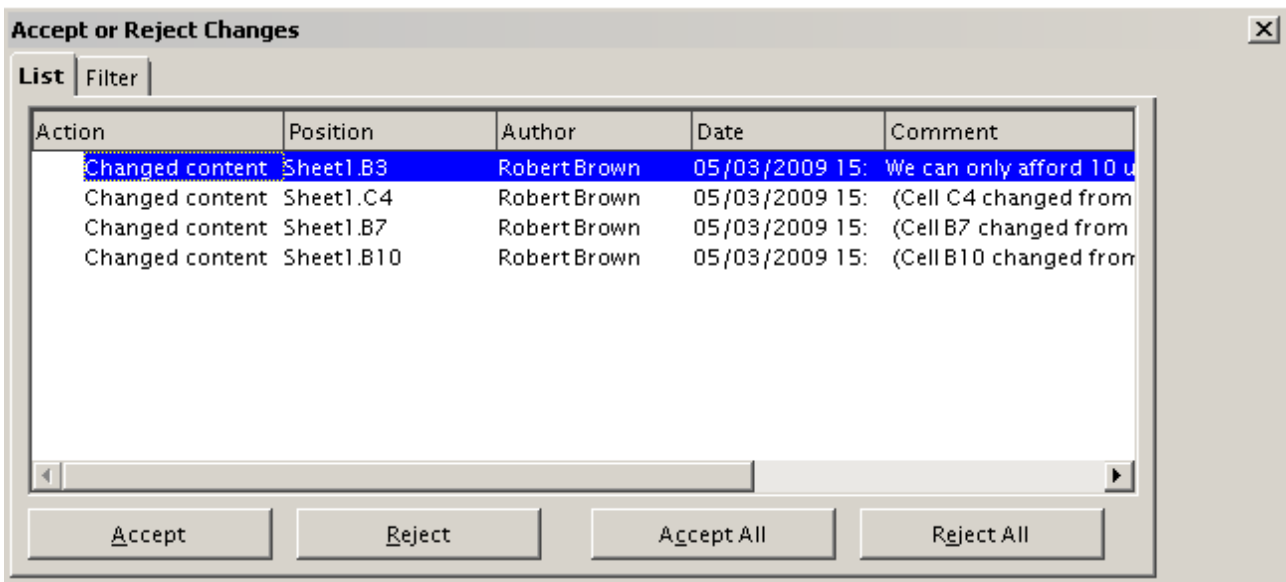 Accept or Reject Changes
List Filter
Action Position Author Date Comment
Changed content Sheet1.B3 Robert Brown 05/03/2009 15: We can only afford 10 u
Changed content Sheet1.C4 Robert Brown 05/03/2009 15: (Cell C4 changed from
Changed content Sheet1.B7 Robert Brown 05/03/2009 15: (Cell B7 changed from
Changed content Sheet1.B10 Robert Brown 05/03/2009 15: (Cell B10 changed from
Accept Reject Accept All Reject All